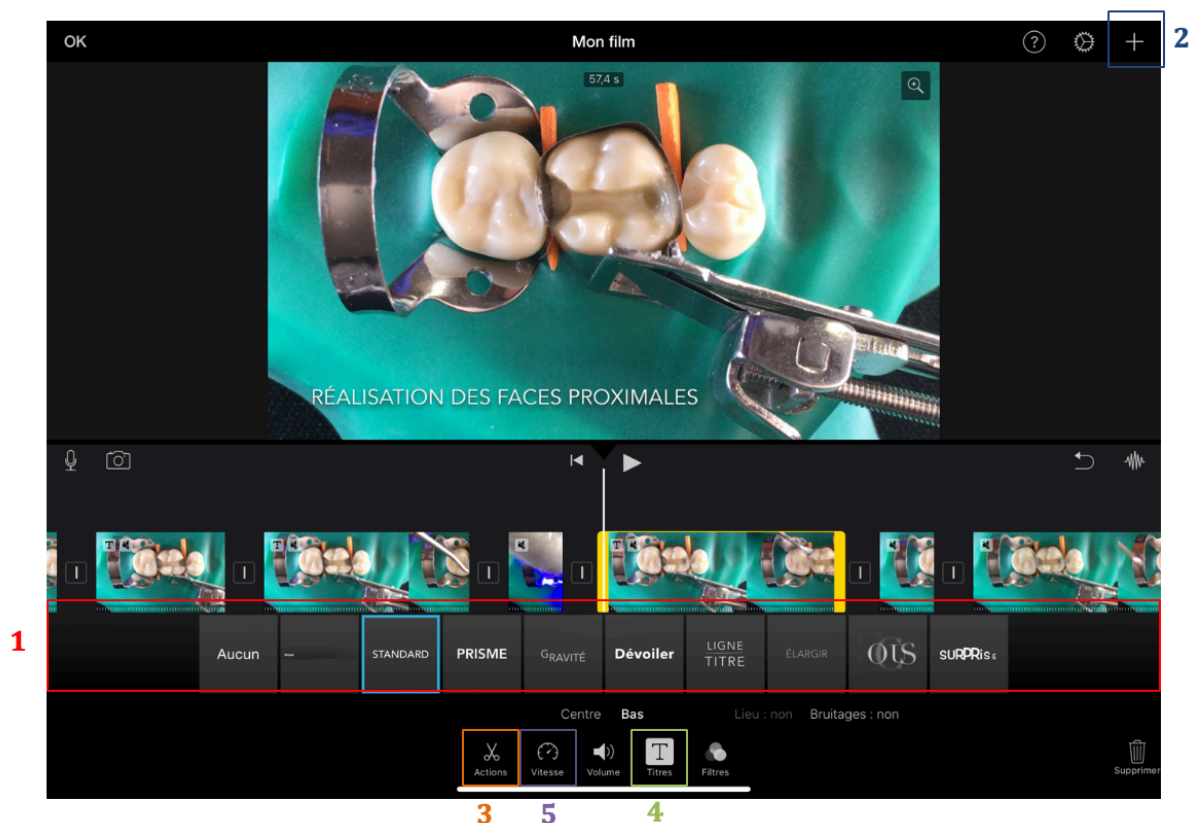 2
OK Mon film ? +
57,4 s
RÉALISATION DES FACES PROXIMALES
T T T
1
Aucun STANDARD PRISME GRAVITÉ Dévoiler LIGNE TITRE ÉLARGIR SURPRISE
Centre Bas Lieu : non Bruitages : non
T
Actions Vitesse Volume Titres Filtres Supprimer
3 5 4